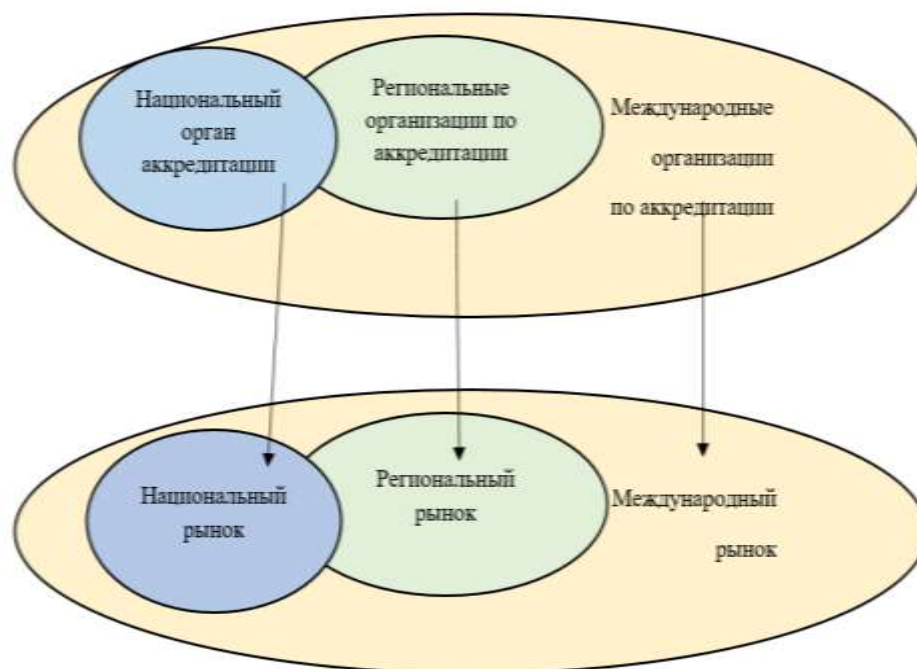 Национальный
орган
аккредитации
Региональные
организации по
аккредитации
Международные
организации
по аккредитации
Национальный
рынок
Региональный
рынок
Международный
рынок